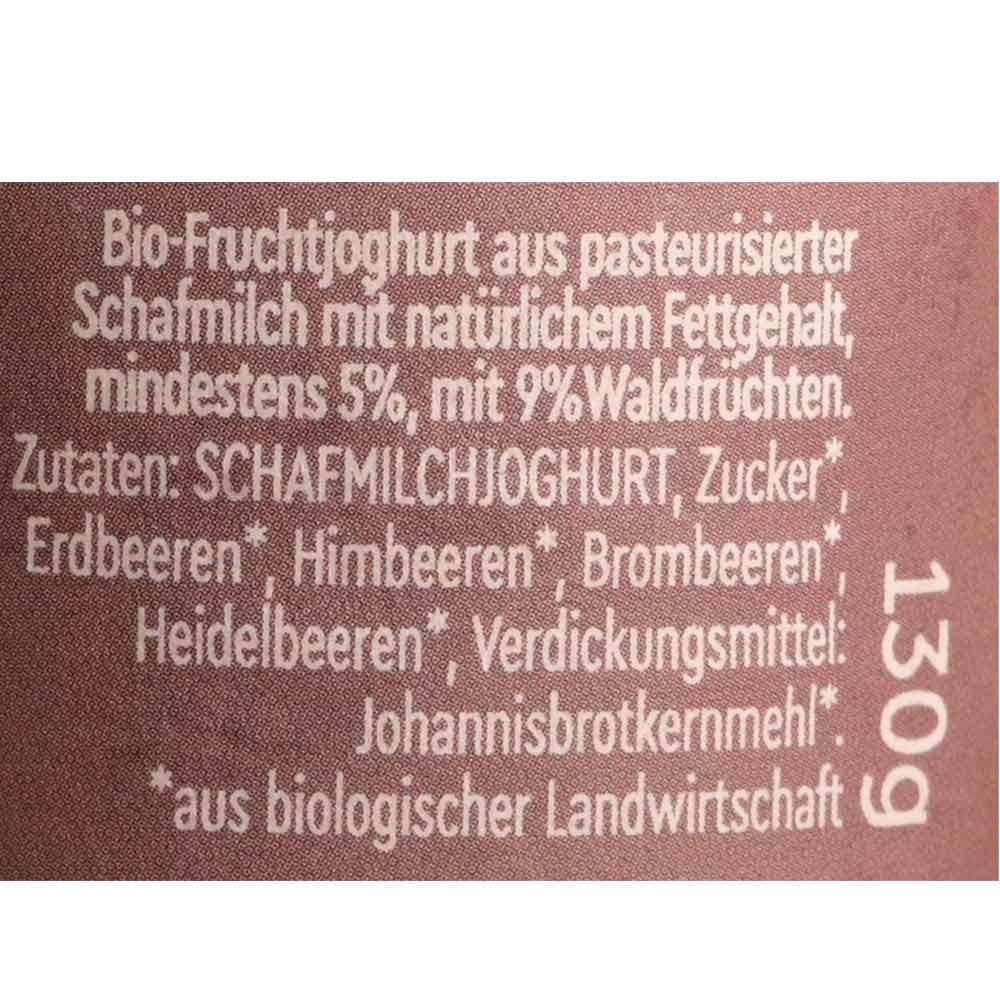 Bio-Fruchtjoghurt aus pasteurisierter
Schafmilch mit natürlichem Fettgehalt,
mindestens 5%, mit 9% Waldfrüchten.
Zutaten: SCHAFMILCHJOGHURT, Zucker*,
Erdbeeren*, Himbeeren*, Brombeeren*,
Heidelbeeren*, Verdickungsmittel:
Johannisbrotkernmehl*.
*aus biologischer Landwirtschaft
130g